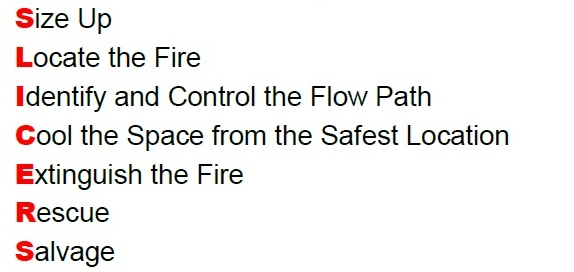 Size Up
Locate the Fire
Identify and Control the Flow Path
Cool the Space from the Safest Location
Extinguish the Fire
Rescue
Salvage